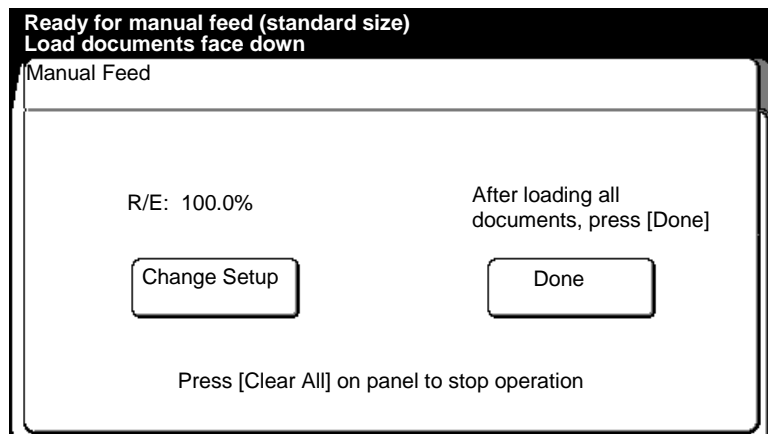 Ready for manual feed (standard size)
Load documents face down
Manual Feed
R/E: 100.0%
After loading all
documents, press [Done]
Change Setup
Done
Press [Clear All] on panel to stop operation